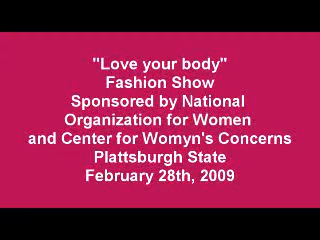 "Love your body"
Fashion Show
Sponsored by National
Organization for Women
and Center for Womyn's Concerns
Plattsburgh State
February 28th, 2009